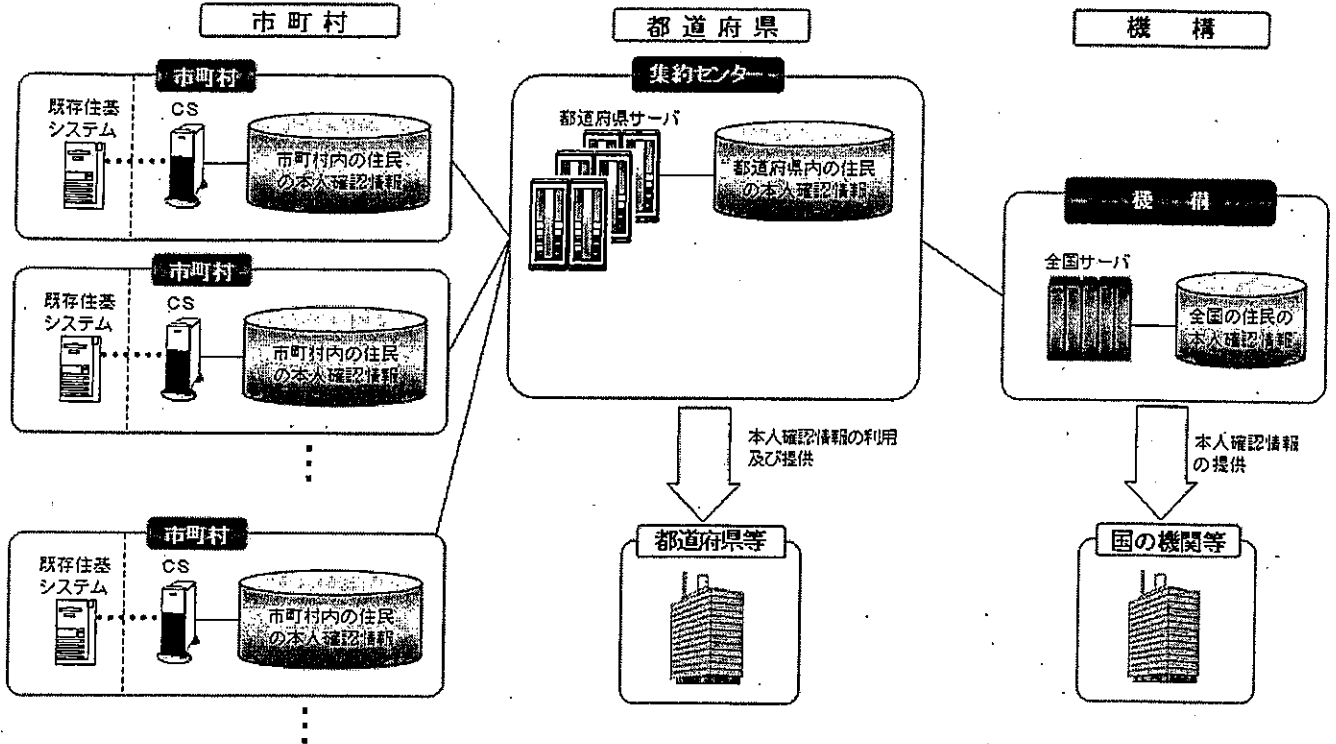 市町村
都道府県
機構
市町村
既存住基
システム
CS
市町村内の住民
の本人確認情報
集約センター
都道府県サーバ
都道府県内の住民
の本人確認情報
機構
全国サーバ
全国の住民の
本人確認情報
市町村
既存住基
システム
CS
市町村内の住民
の本人確認情報
本人確認情報の利用
及び提供
本人確認情報
の提供
市町村
既存住基
システム
CS
市町村内の住民
の本人確認情報
都道府県等
国の機関等